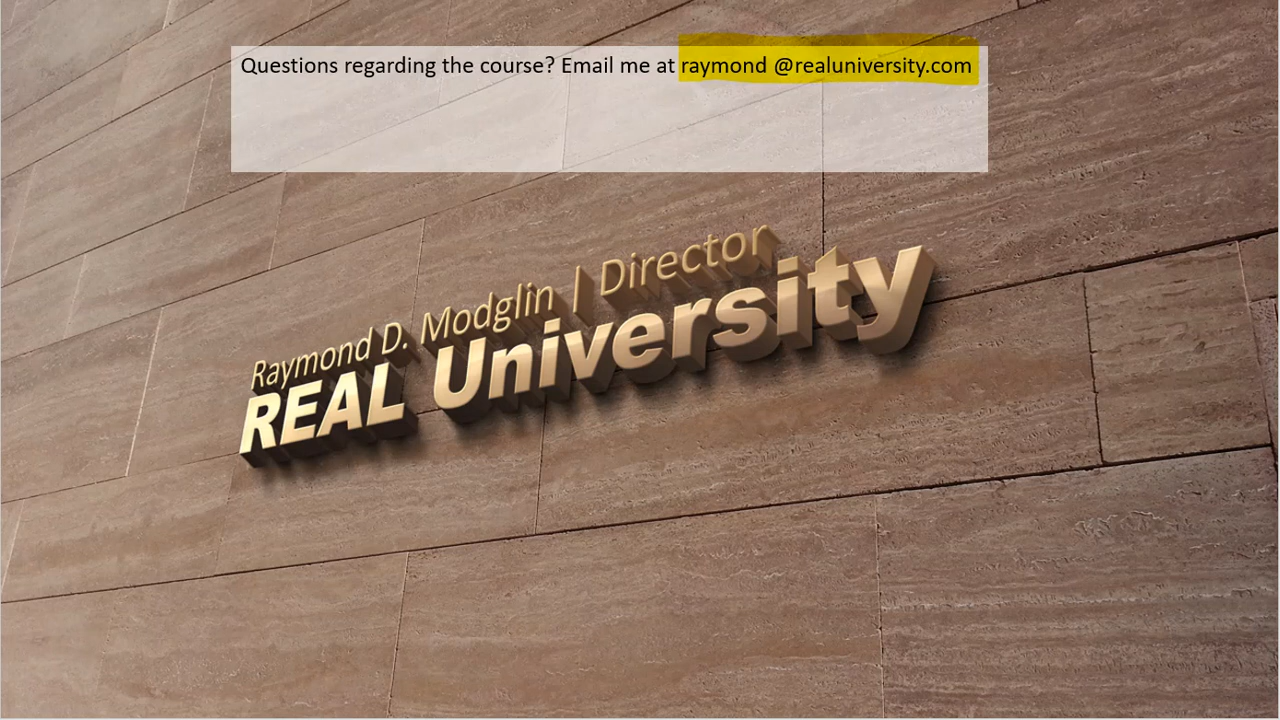 Questions regarding the course? Email me at raymond @realuniversity.com
Raymond D. Modglin | Director
REAL University